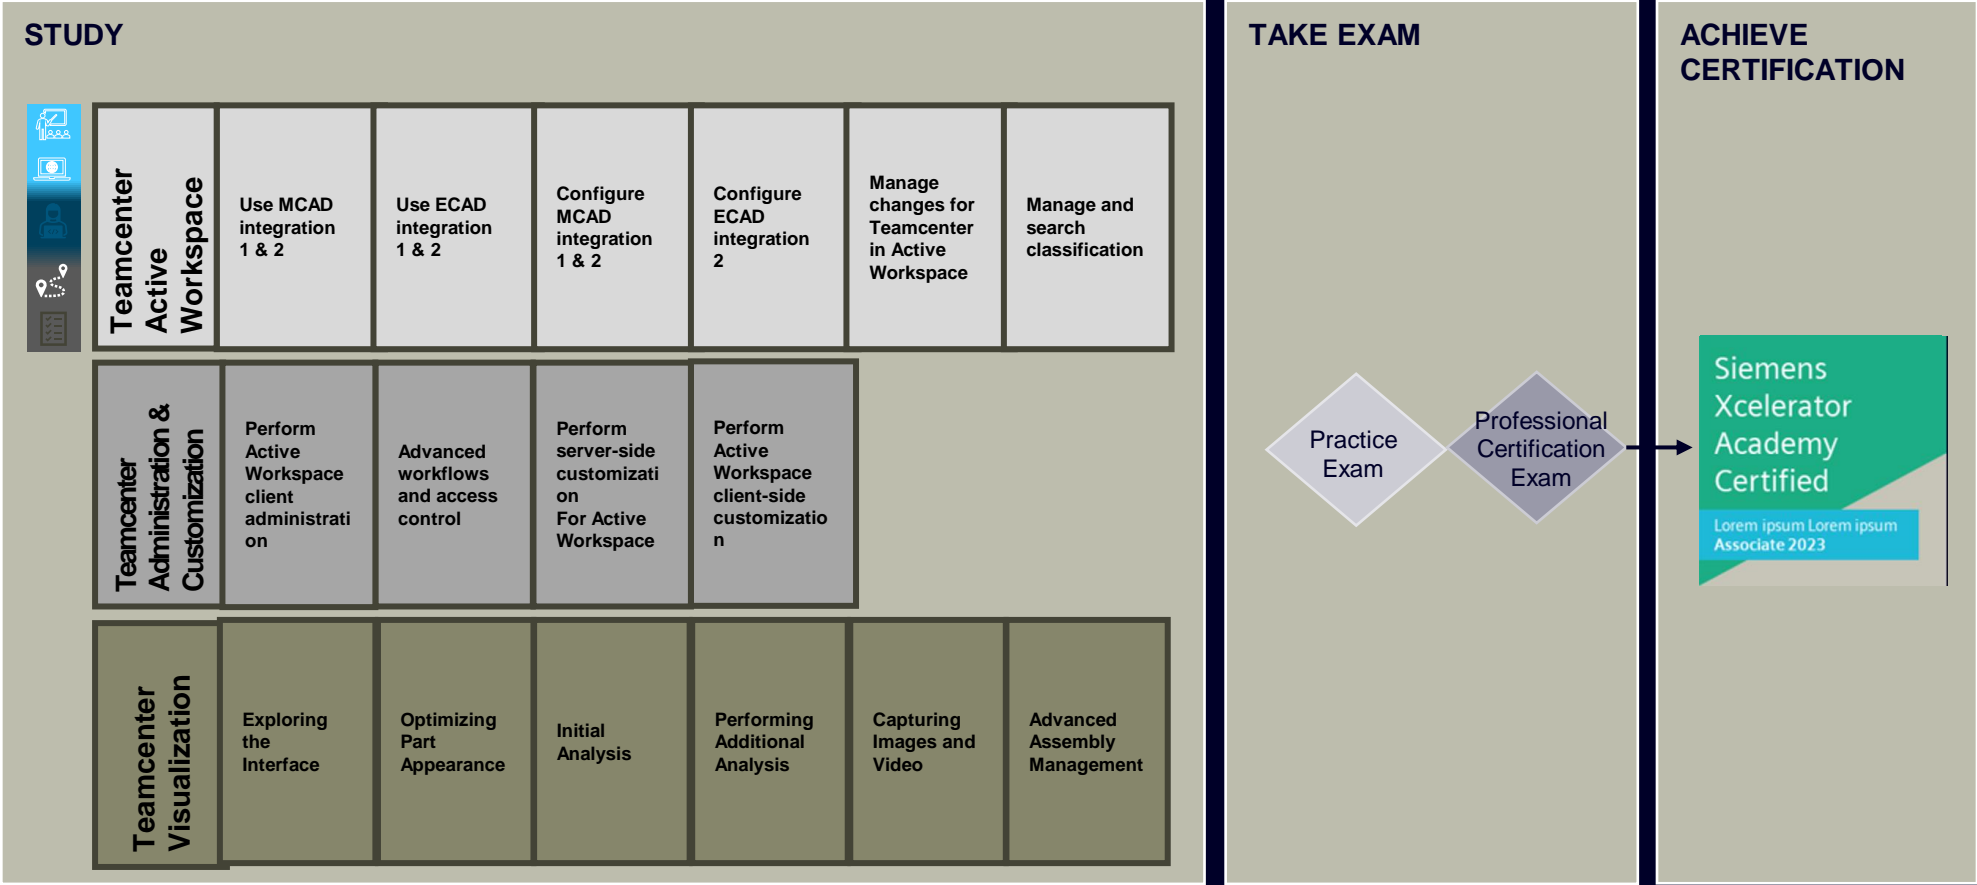 STUDY
Teamcenter
Active
Workspace
Use MCAD
integration
1 & 2
Use ECAD
integration
1 & 2
Configure
MCAD
integration
1 & 2
Configure
ECAD
integration
2
Manage
changes for
Teamcenter
in Active
Workspace
Manage and
search
classification
Teamcenter
Administration &
Customization
Perform
Active
Workspace
client
administrati
on
Advanced
workflows
and access
control
Perform
server-side
customizati
on
For Active
Workspace
Perform
Active
Workspace
client-side
customizatio
n
Teamcenter
Visualization
Exploring
the
Interface
Optimizing
Part
Appearance
Initial
Analysis
Performing
Additional
Analysis
Capturing
Images and
Video
Advanced
Assembly
Management
TAKE EXAM
Practice
Exam
Professional
Certification
Exam
ACHIEVE
CERTIFICATION
Siemens
Xcelerator
Academy
Certified
Lorem ipsum Lorem ipsum
Associate 2023